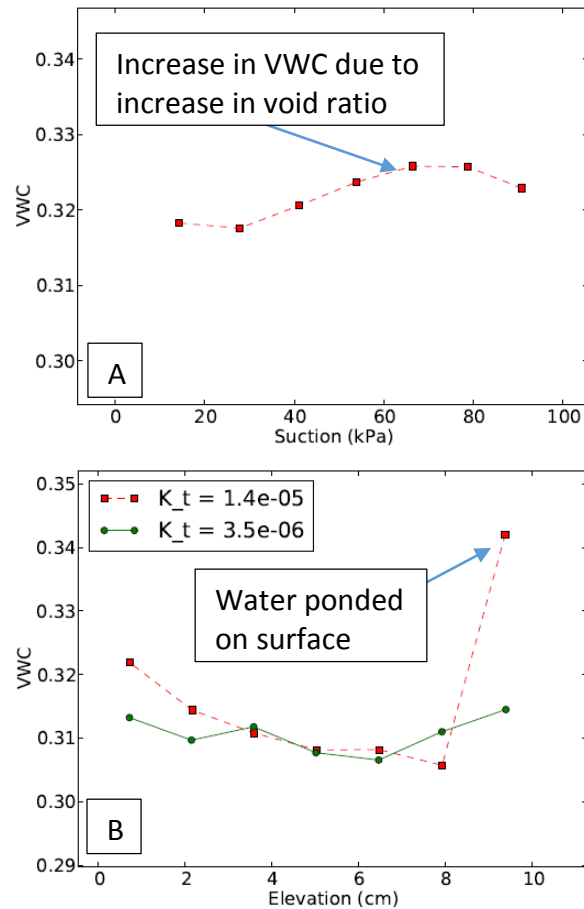 0.34
Increase in VWC due to
increase in void ratio
0.33
VWC
0.32
0.31
0.30
A
0 20 40 60 80 100
Suction (kPa)
0.35
K_t = 1.4e-05
K_t = 3.5e-06
0.34
Water ponded
on surface
0.33
VWC
0.32
0.31
0.30
B
0.29
0 2 4 6 8 10
Elevation (cm)